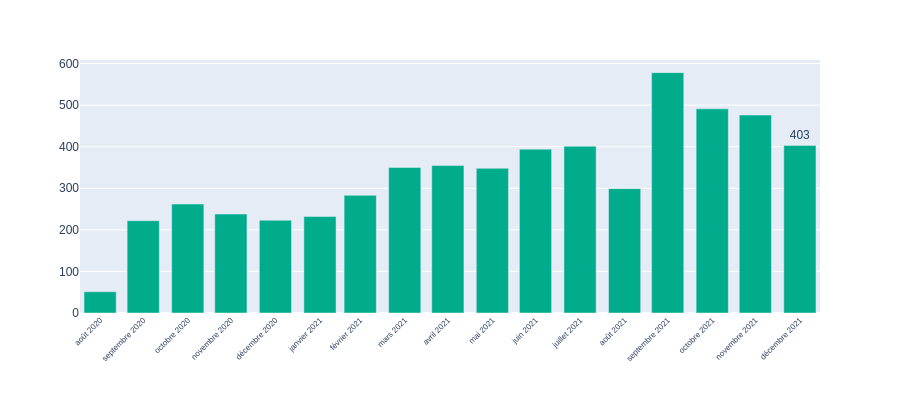 600
500
400
300
200
100
0
403
août 2020
septembre 2020
octobre 2020
novembre 2020
décembre 2020
janvier 2021
février 2021
mars 2021
avril 2021
mai 2021
juin 2021
juillet 2021
août 2021
septembre 2021
octobre 2021
novembre 2021
décembre 2021